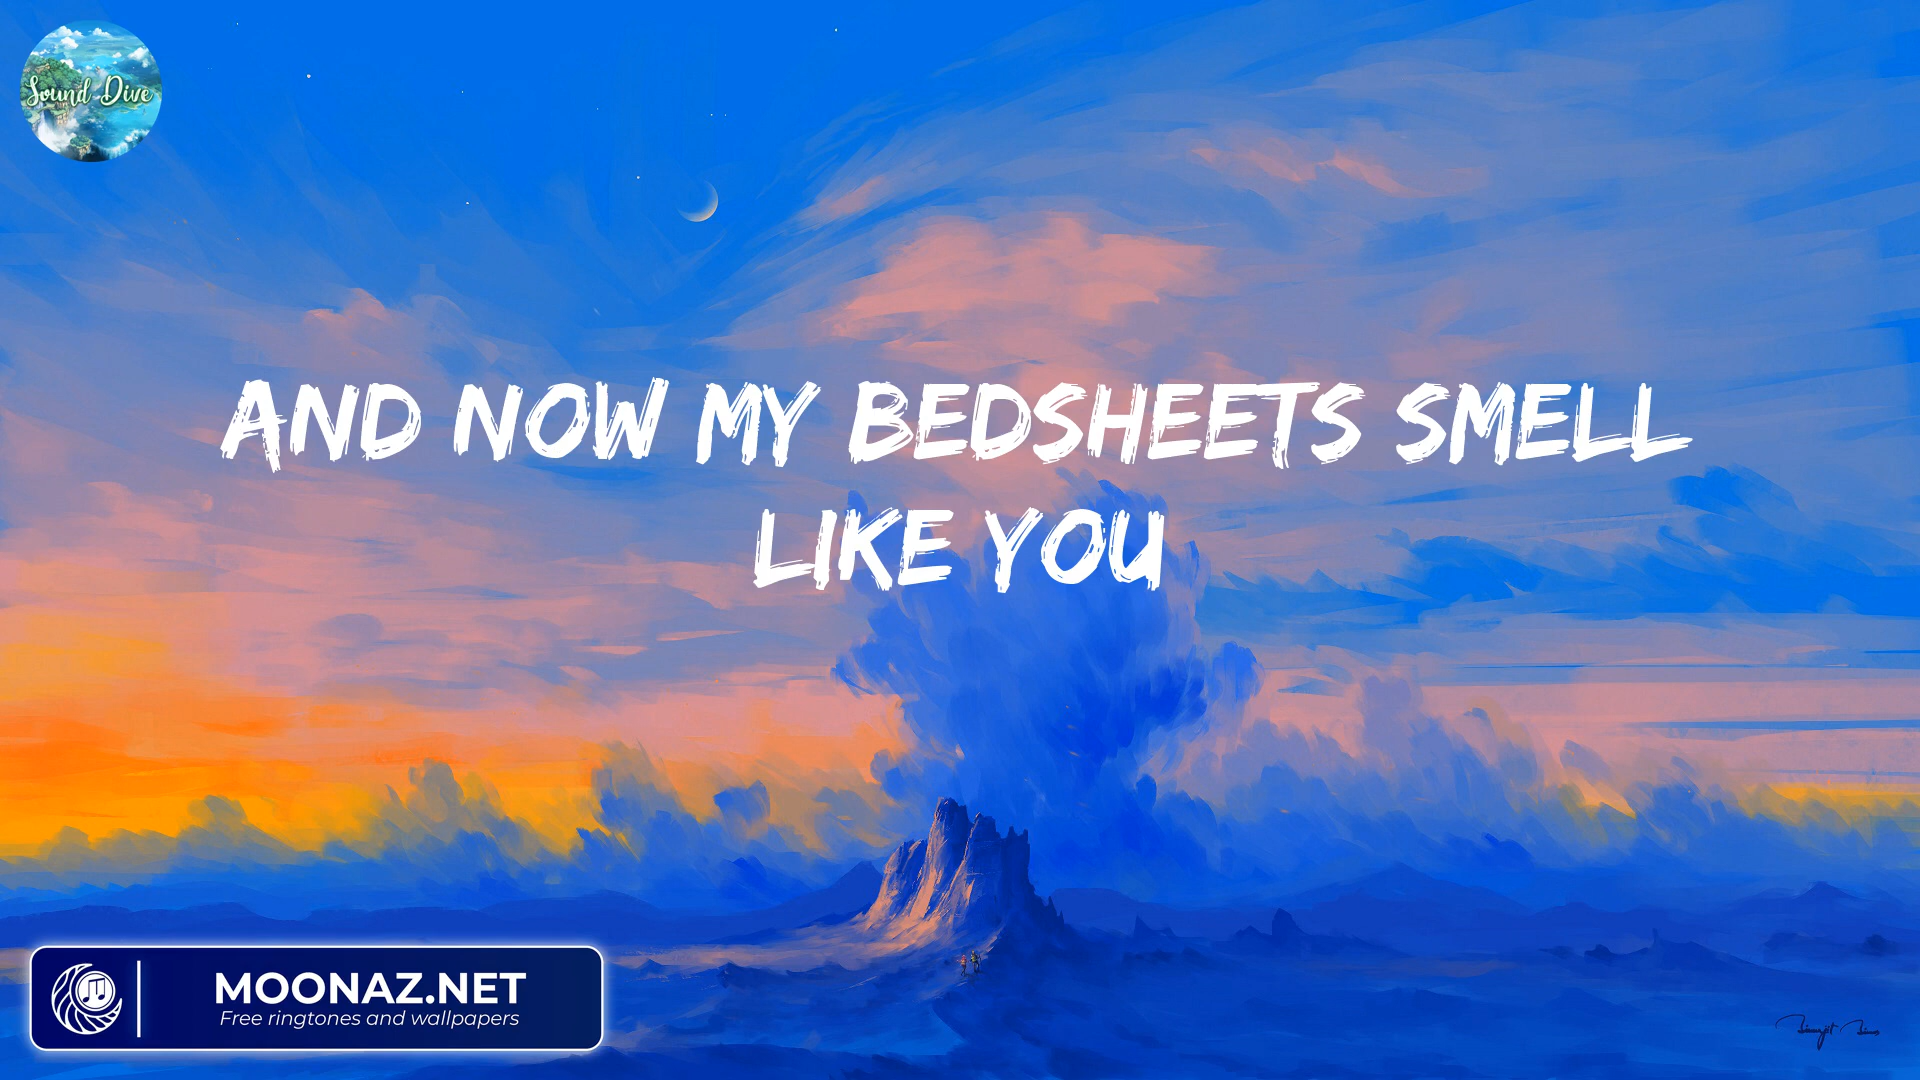 Sound Dive
AND NOW MY BEDSHEETS SMELL
LIKE YOU
MOONAZ.NET
Free ringtones and wallpapers